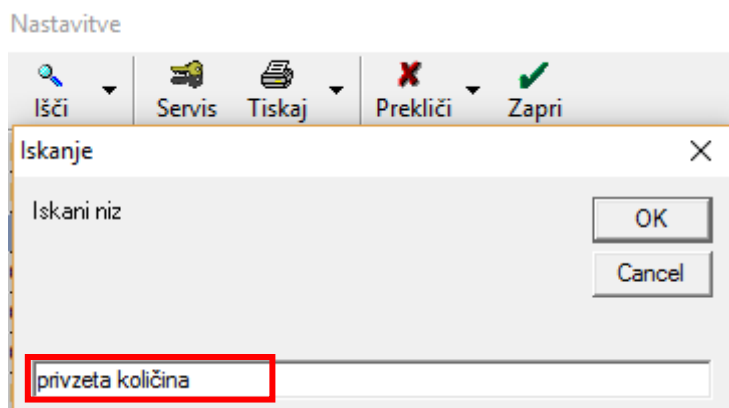 Nastavitve
Išči Servis Tiskaj Prekliči Zapri
Iskanje
Iskani niz
OK
Cancel
privzeta količina